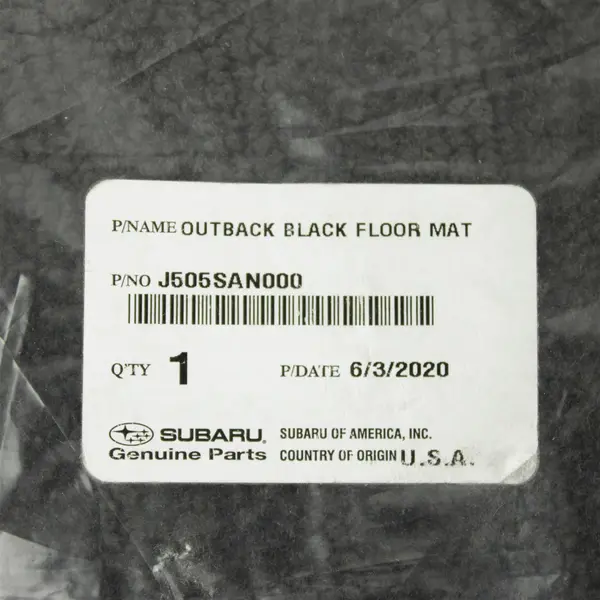 P/NAME OUTBACK BLACK FLOOR MAT
P/NO J505SAN000
Q'TY 1 P/DATE 6/3/2020
SUBARU. SUBARU OF AMERICA, INC.
Genuine Parts COUNTRY OF ORIGIN U.S.A.